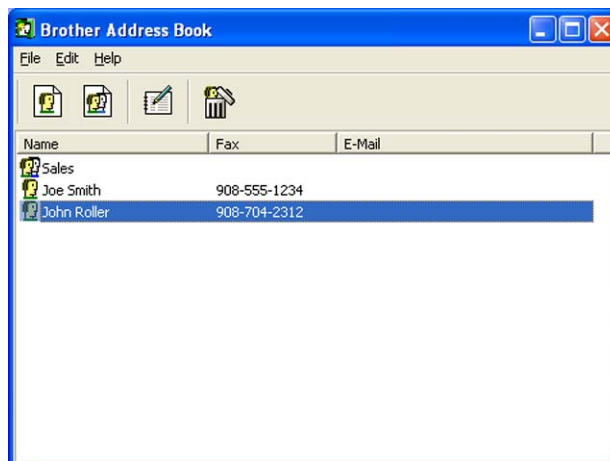 Brother Address Book
File Edit Help
Name Fax E-Mail
Sales
Joe Smith 908-555-1234
John Roller 908-704-2312